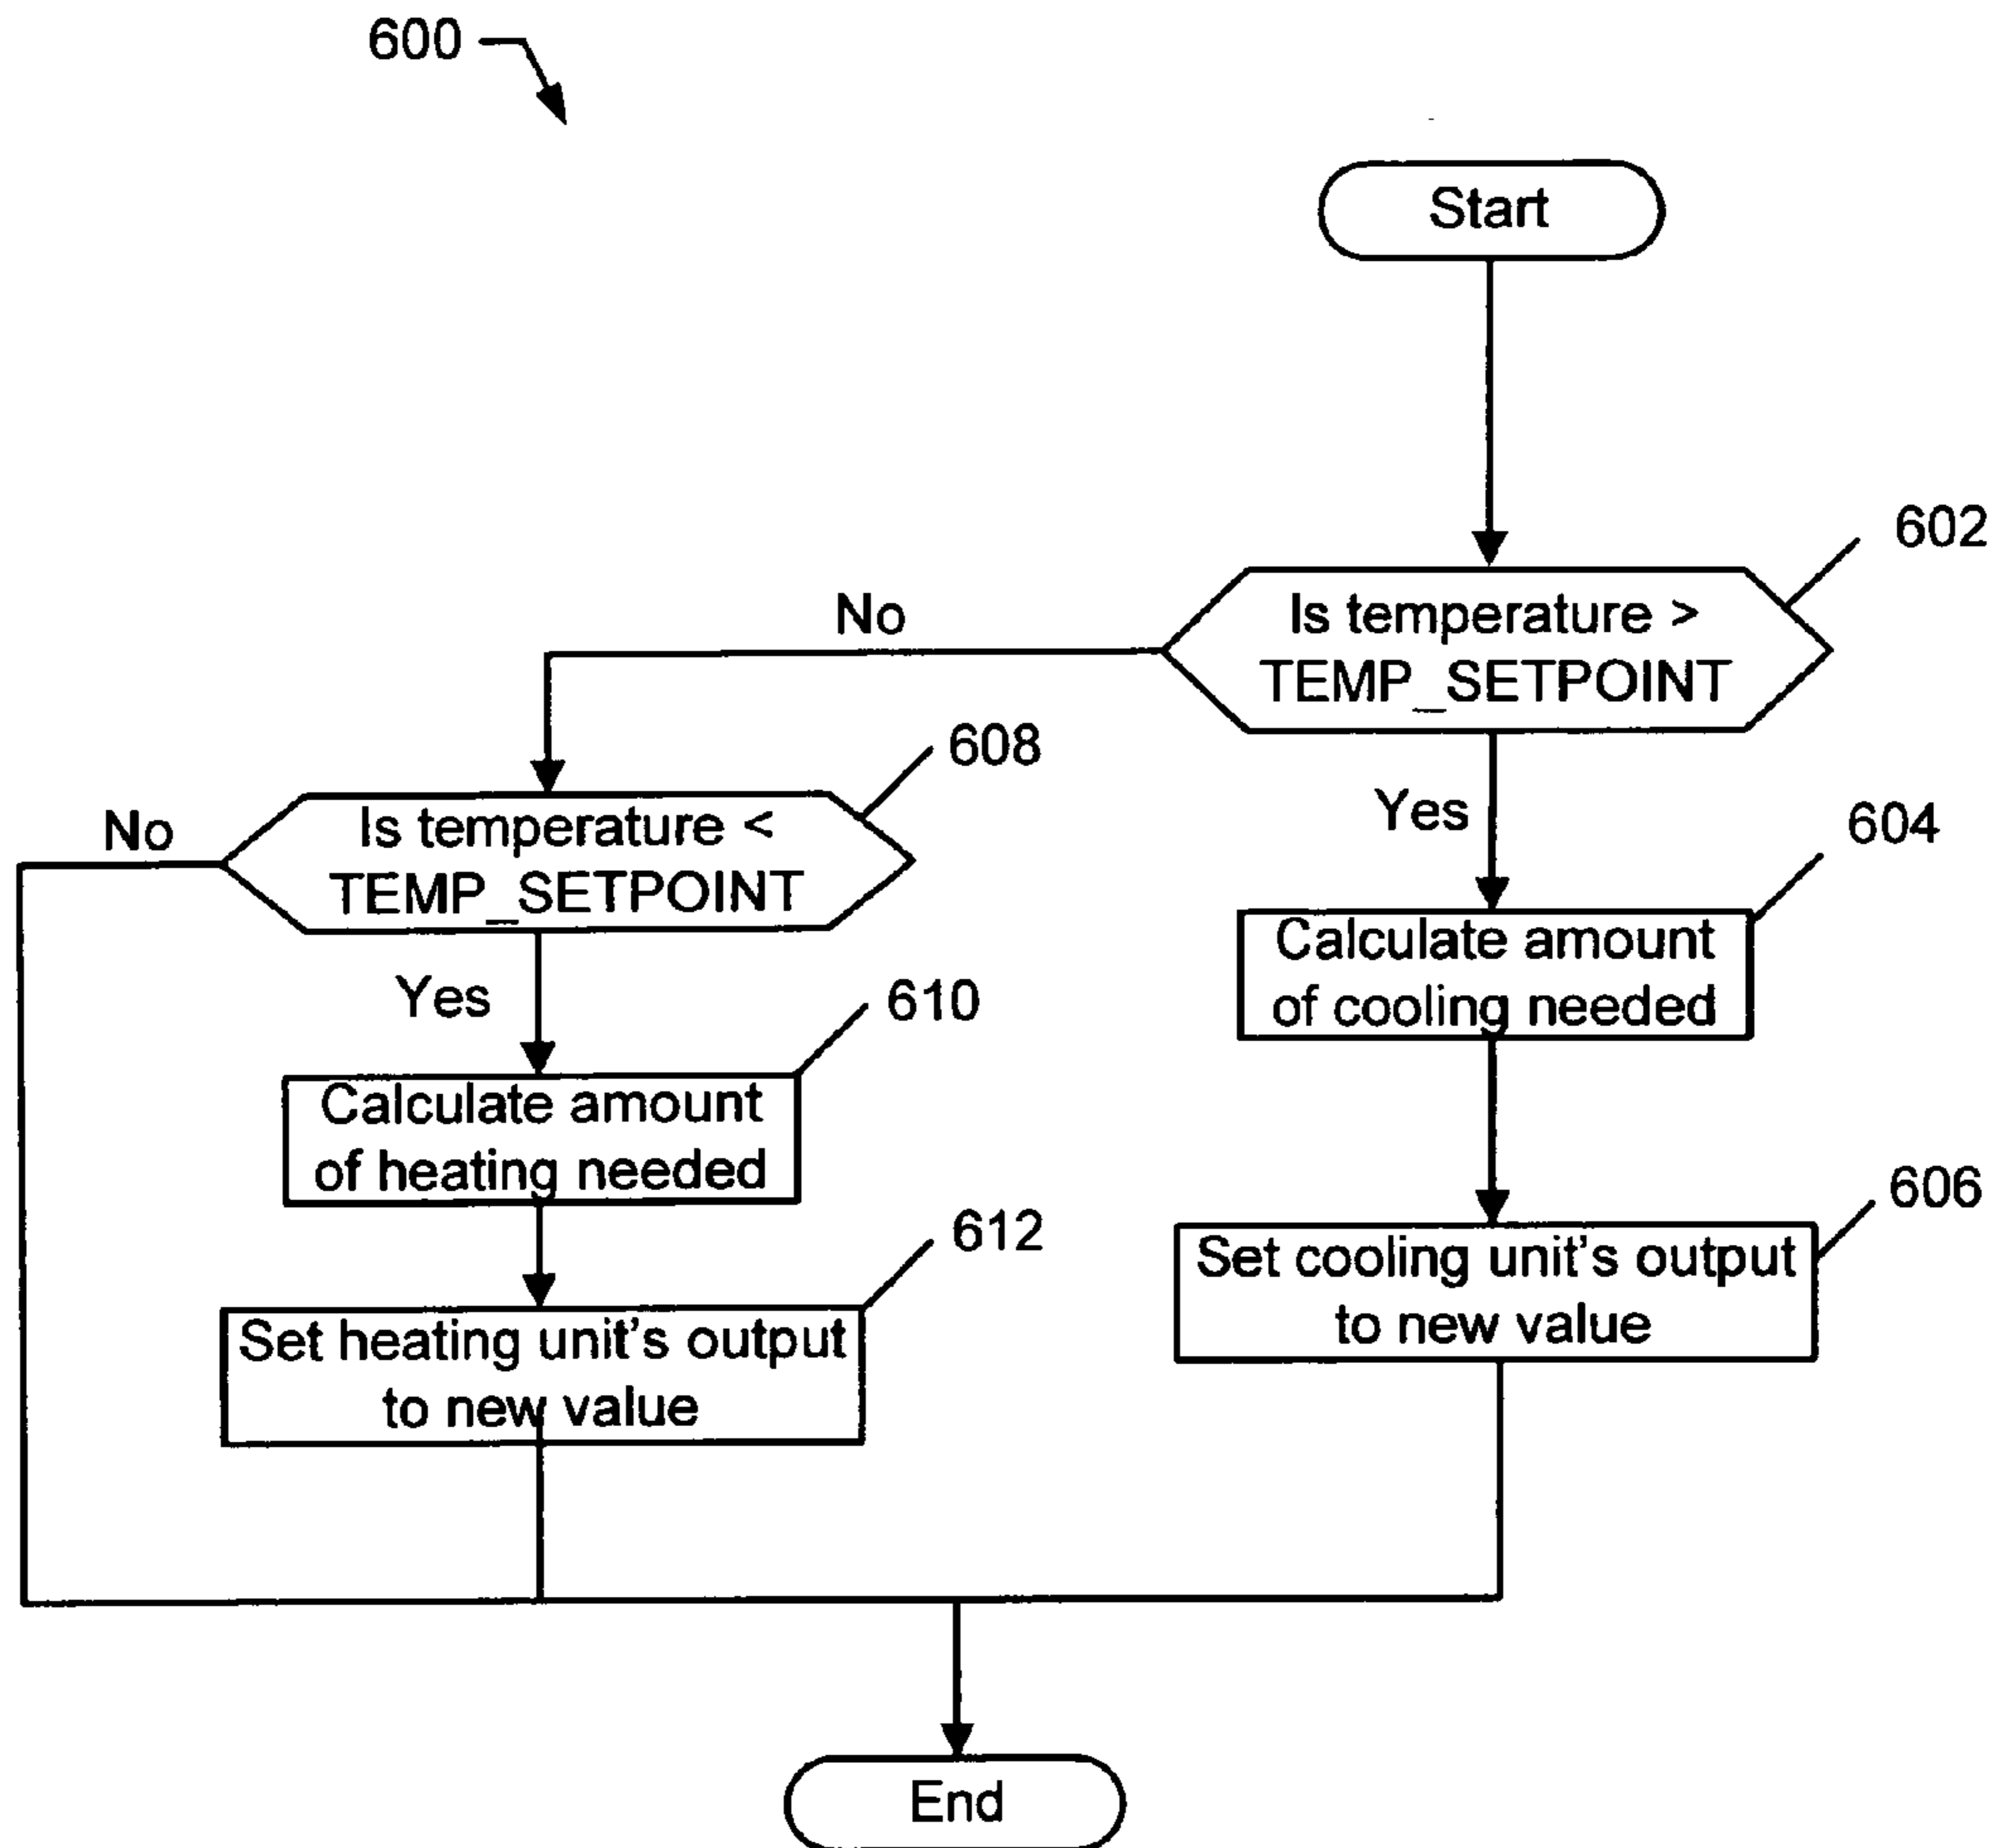 600
Start
602
Is temperature >
TEMP_SETPOINT
No
Yes
608
Is temperature <
TEMP_SETPOINT
No
Yes
604
Calculate amount
of cooling needed
610
Calculate amount
of heating needed
606
Set cooling unit's output
to new value
612
Set heating unit's output
to new value
End